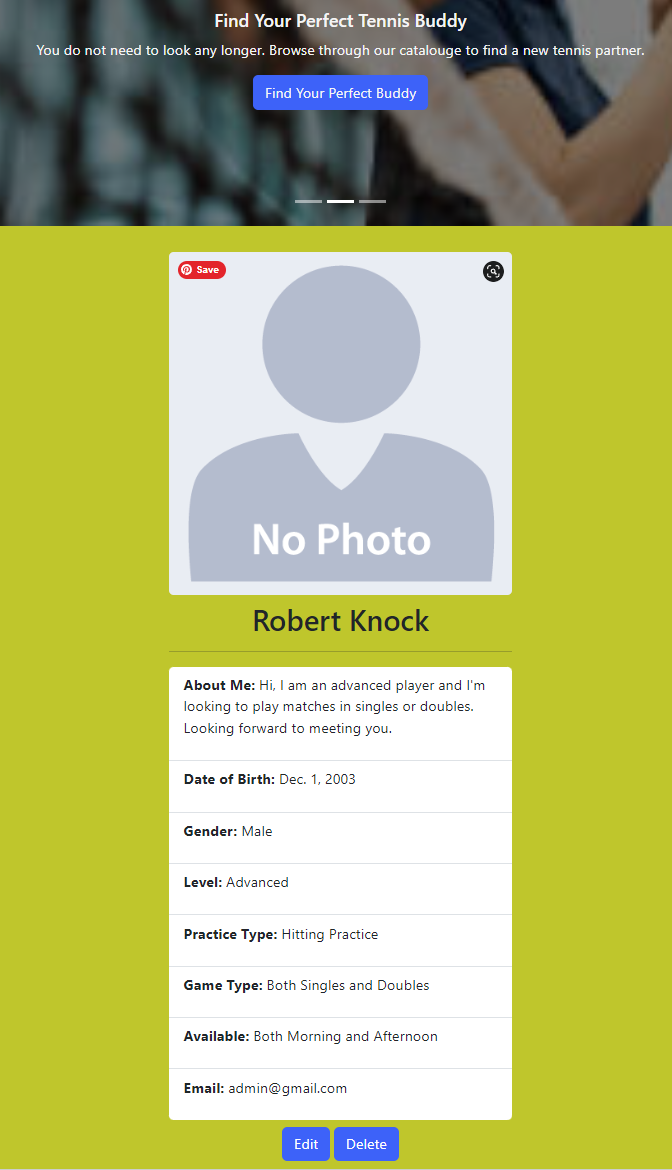 Find Your Perfect Tennis Buddy
You do not need to look any longer. Browse through our catalouge to find a new tennis partner.
Find Your Perfect Buddy
Save
No Photo
Robert Knock
About Me: Hi, I am an advanced player and I'm
looking to play matches in singles or doubles.
Looking forward to meeting you.
Date of Birth: Dec. 1, 2003
Gender: Male
Level: Advanced
Practice Type: Hitting Practice
Game Type: Both Singles and Doubles
Available: Both Morning and Afternoon
Email: admin@gmail.com
Edit Delete